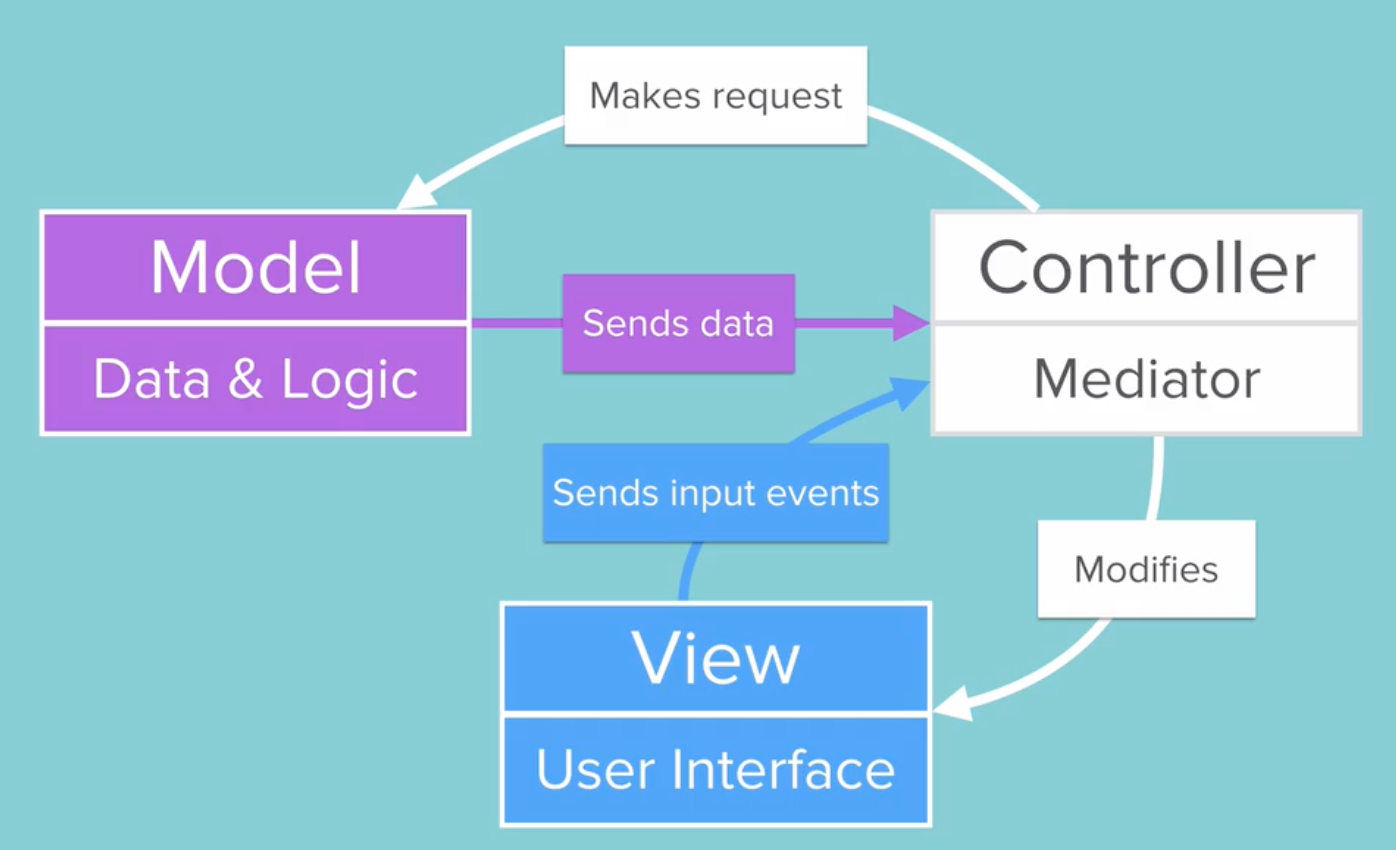 Makes request
Model
Data & Logic
Sends data
Controller
Mediator
Sends input events
Modifies
View
User Interface